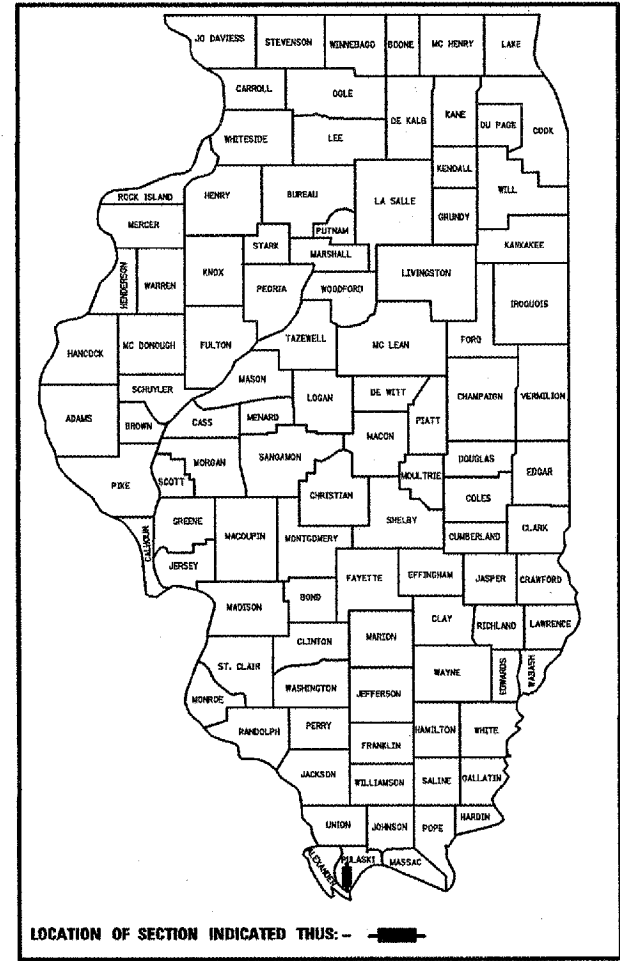 JO DAVIESS STEVENSON WINNEBAGO BOONE MC HENRY LAKE
CARROLL OGLE DE KALB KANE DU PAGE COOK
WHITESIDE LEE KENDALL WILL
ROCK ISLAND HENRY BUREAU LA SALLE GRUNDY
MERCER STARK PUTNAM MARSHALL KANKAKEE
HENDERSON WARREN KNOX PEORIA WOODFORD LIVINGSTON IROQUOIS
HANCOCK MC DONOUGH FULTON TAZEWELL MC LEAN FORD
SCHUYLER MASON LOGAN DE WITT CHAMPAIGN VERMILION
ADAMS BROWN CASS MENARD MACON PIATT
PIKE SCOTT MORGAN SANGAMON MOULTRIE DOUGLAS EDGAR
CHRISTIAN COLES
CALHOUN GREENE MACOUPIN MONTGOMERY SHELBY CUMBERLAND CLARK
JERSEY FAYETTE EFFINGHAM JASPER CRAWFORD
MADISON BOND CLAY RICHLAND LAWRENCE
CLINTON MARION
ST. CLAIR WAYNE EDWARDS WABASH
MONROE WASHINGTON JEFFERSON
RANDOLPH PERRY HAMILTON WHITE
FRANKLIN
JACKSON WILLIAMSON SALINE GALLATIN
UNION JOHNSON POPE HARDIN
ALEXANDER PULASKI MASSAC
LOCATION OF SECTION INDICATED THUS: -